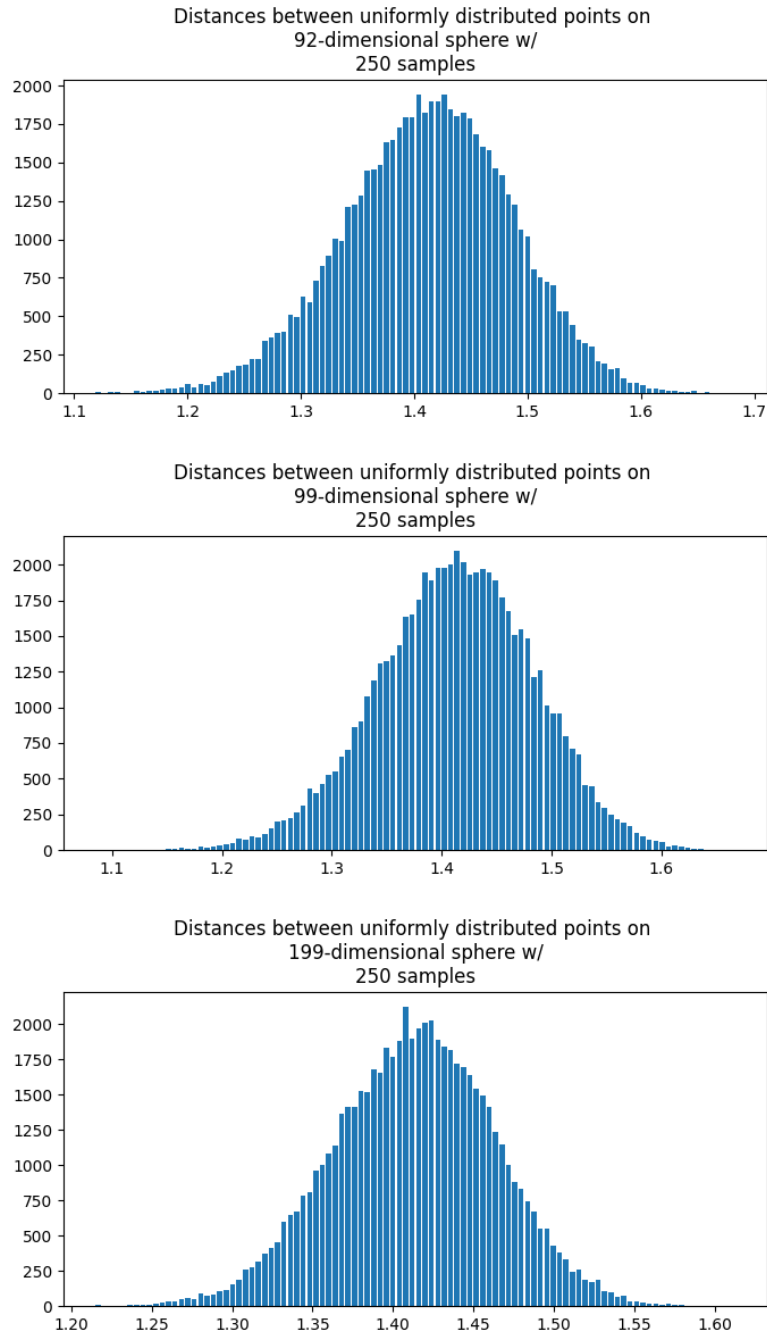 Distances between uniformly distributed points on
92-dimensional sphere w/
250 samples
2000
1750
1500
1250
1000
750
500
250
0
1.1 1.2 1.3 1.4 1.5 1.6 1.7
Distances between uniformly distributed points on
99-dimensional sphere w/
250 samples
2000
1750
1500
1250
1000
750
500
250
0
1.1 1.2 1.3 1.4 1.5 1.6
Distances between uniformly distributed points on
199-dimensional sphere w/
250 samples
2000
1750
1500
1250
1000
750
500
250
0
1.20 1.25 1.30 1.35 1.40 1.45 1.50 1.55 1.60